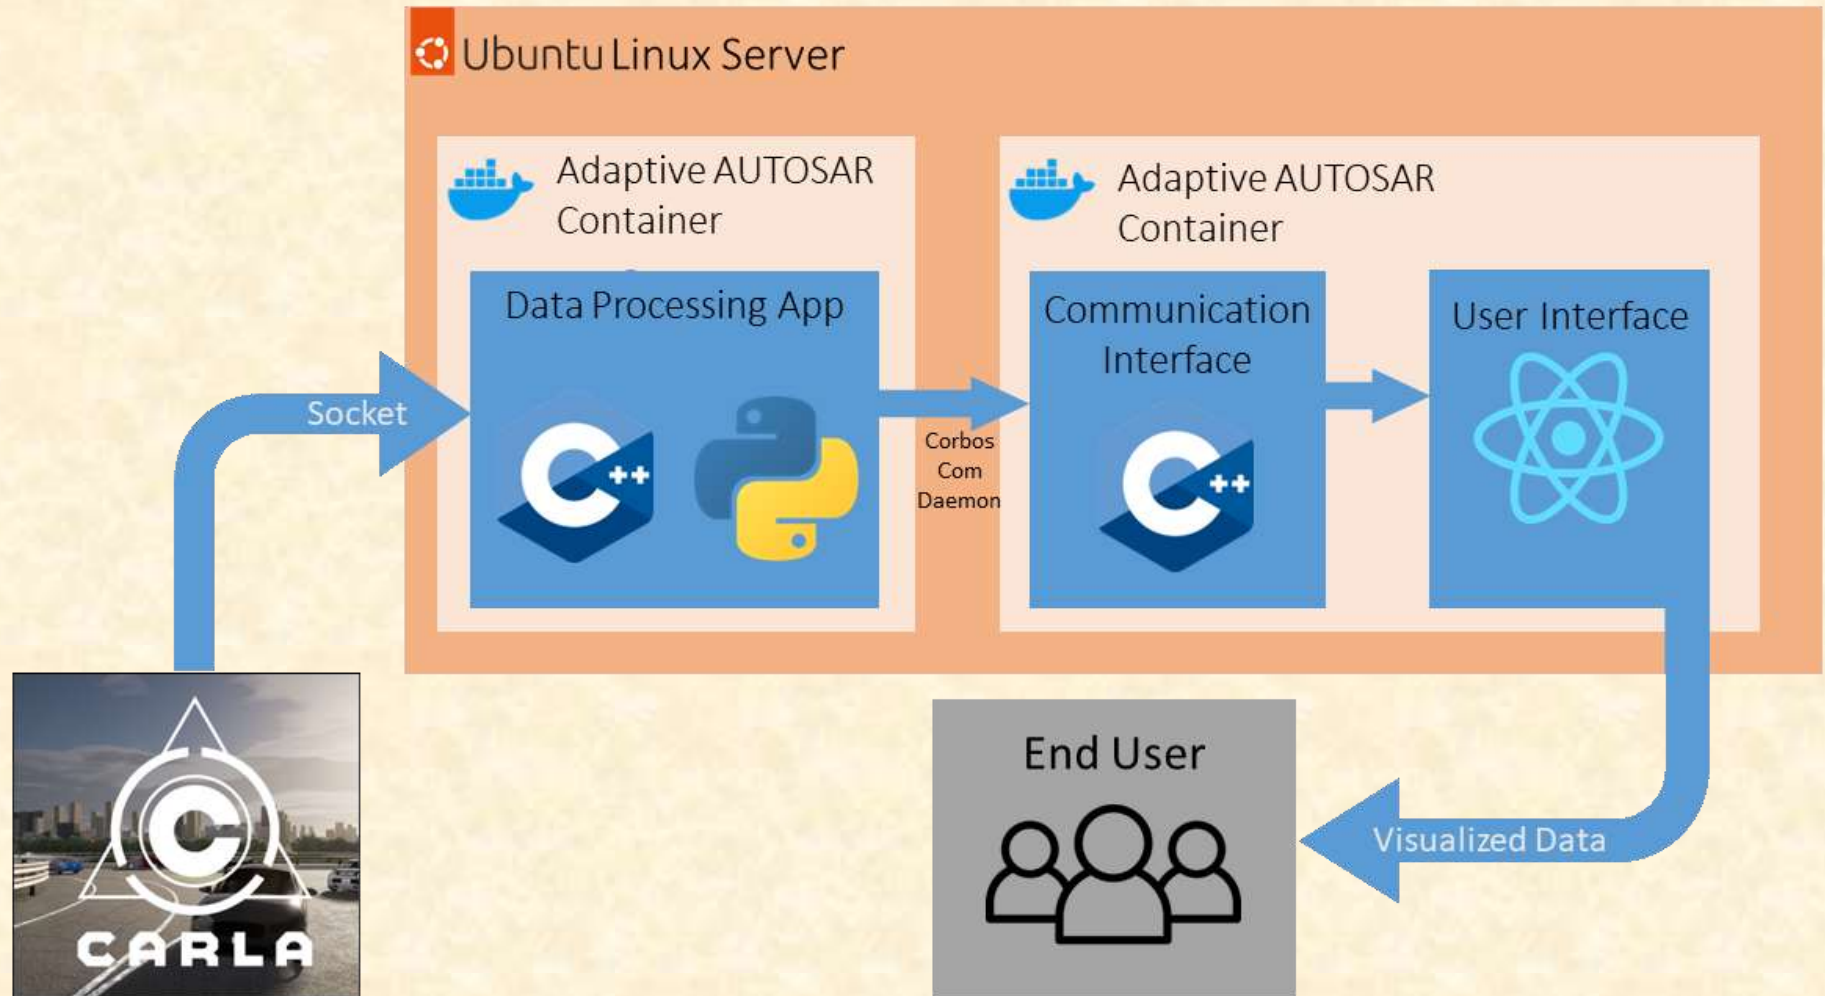 Ubuntu Linux Server
Adaptive AUTOSAR
Container
Adaptive AUTOSAR
Container
Data Processing App
C++
Communication
Interface
C++
User Interface
Socket
Corbos
Com
Daemon
End User
Visualized Data
C
CARLA